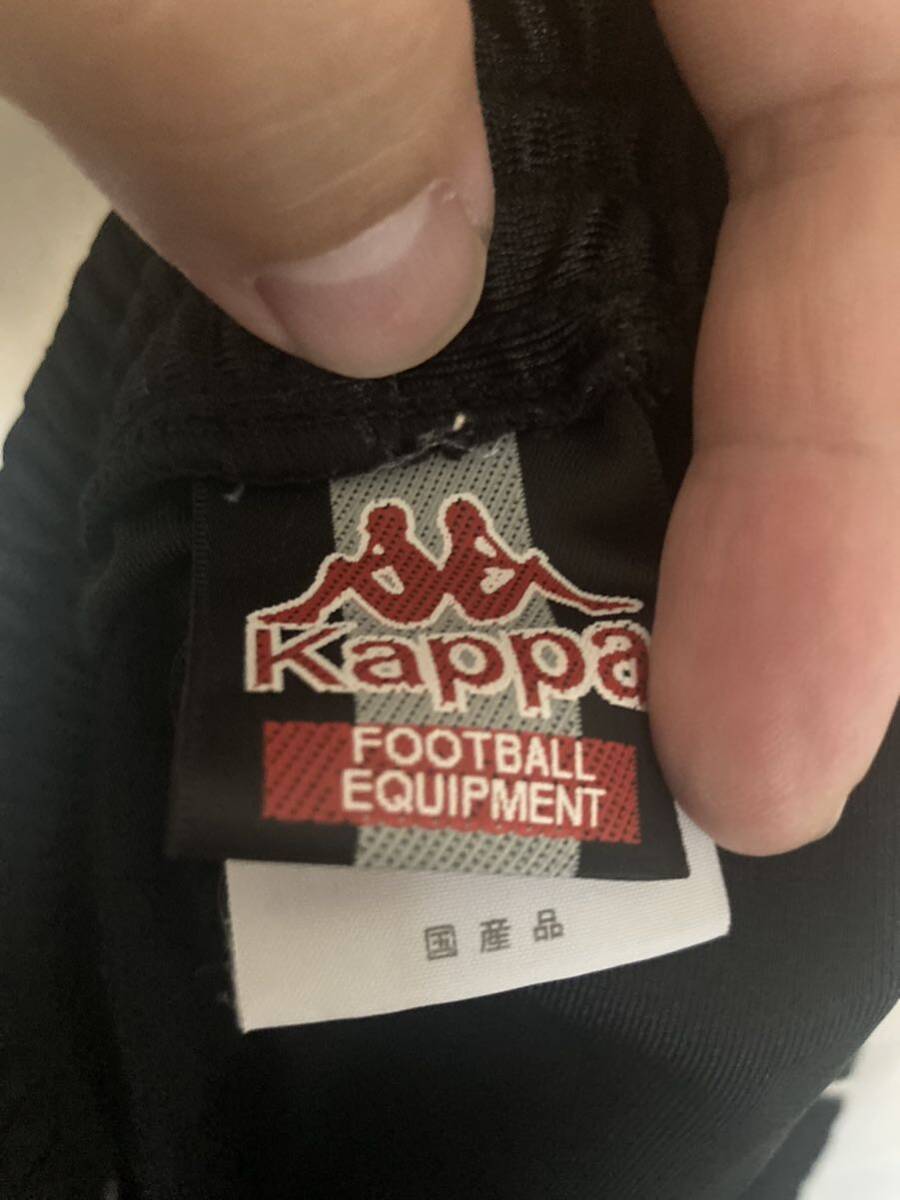 Kappa
FOOTBALL
EQUIPMENT
国産品